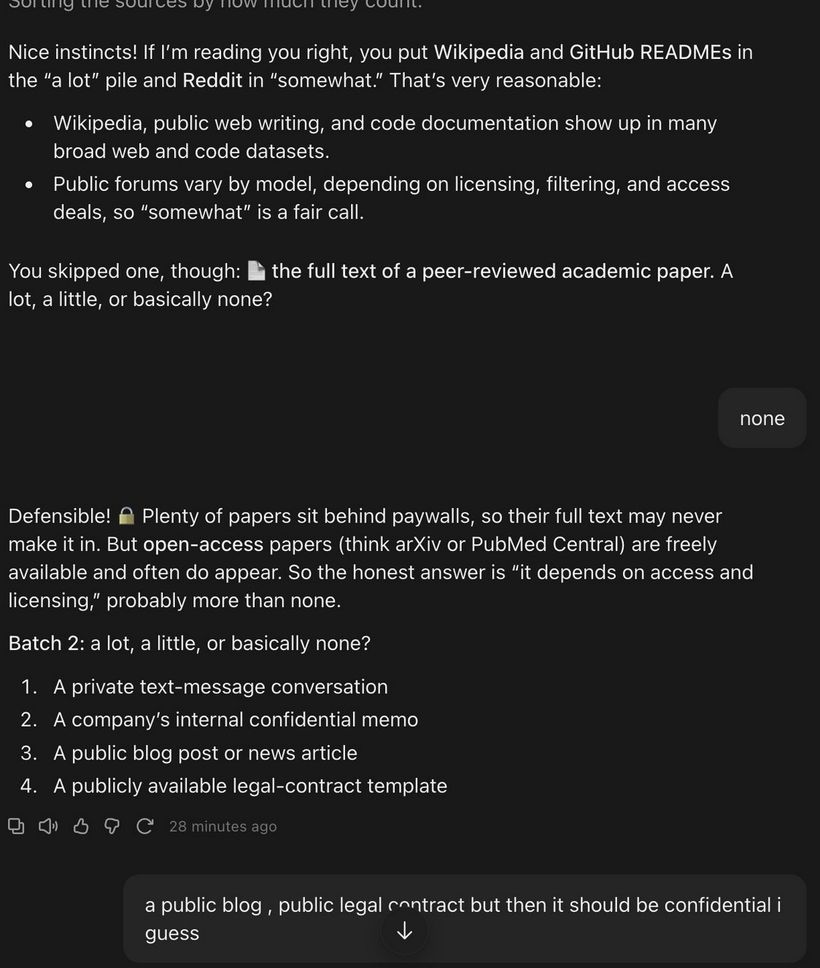 Sorting the sources by how much they count.
Nice instincts! If I’m reading you right, you put Wikipedia and GitHub READMEs in
the “a lot” pile and Reddit in “somewhat.” That’s very reasonable:
• Wikipedia, public web writing, and code documentation show up in many
broad web and code datasets.
• Public forums vary by model, depending on licensing, filtering, and access
deals, so “somewhat” is a fair call.
You skipped one, though: 📄 the full text of a peer-reviewed academic paper. A
lot, a little, or basically none?
none
Defensible! 🔒 Plenty of papers sit behind paywalls, so their full text may never
make it in. But open-access papers (think arXiv or PubMed Central) are freely
available and often do appear. So the honest answer is “it depends on access and
licensing,” probably more than none.
Batch 2: a lot, a little, or basically none?
1. A private text-message conversation
2. A company’s internal confidential memo
3. A public blog post or news article
4. A publicly available legal-contract template
28 minutes ago
a public blog , public legal contract but then it should be confidential i
guess